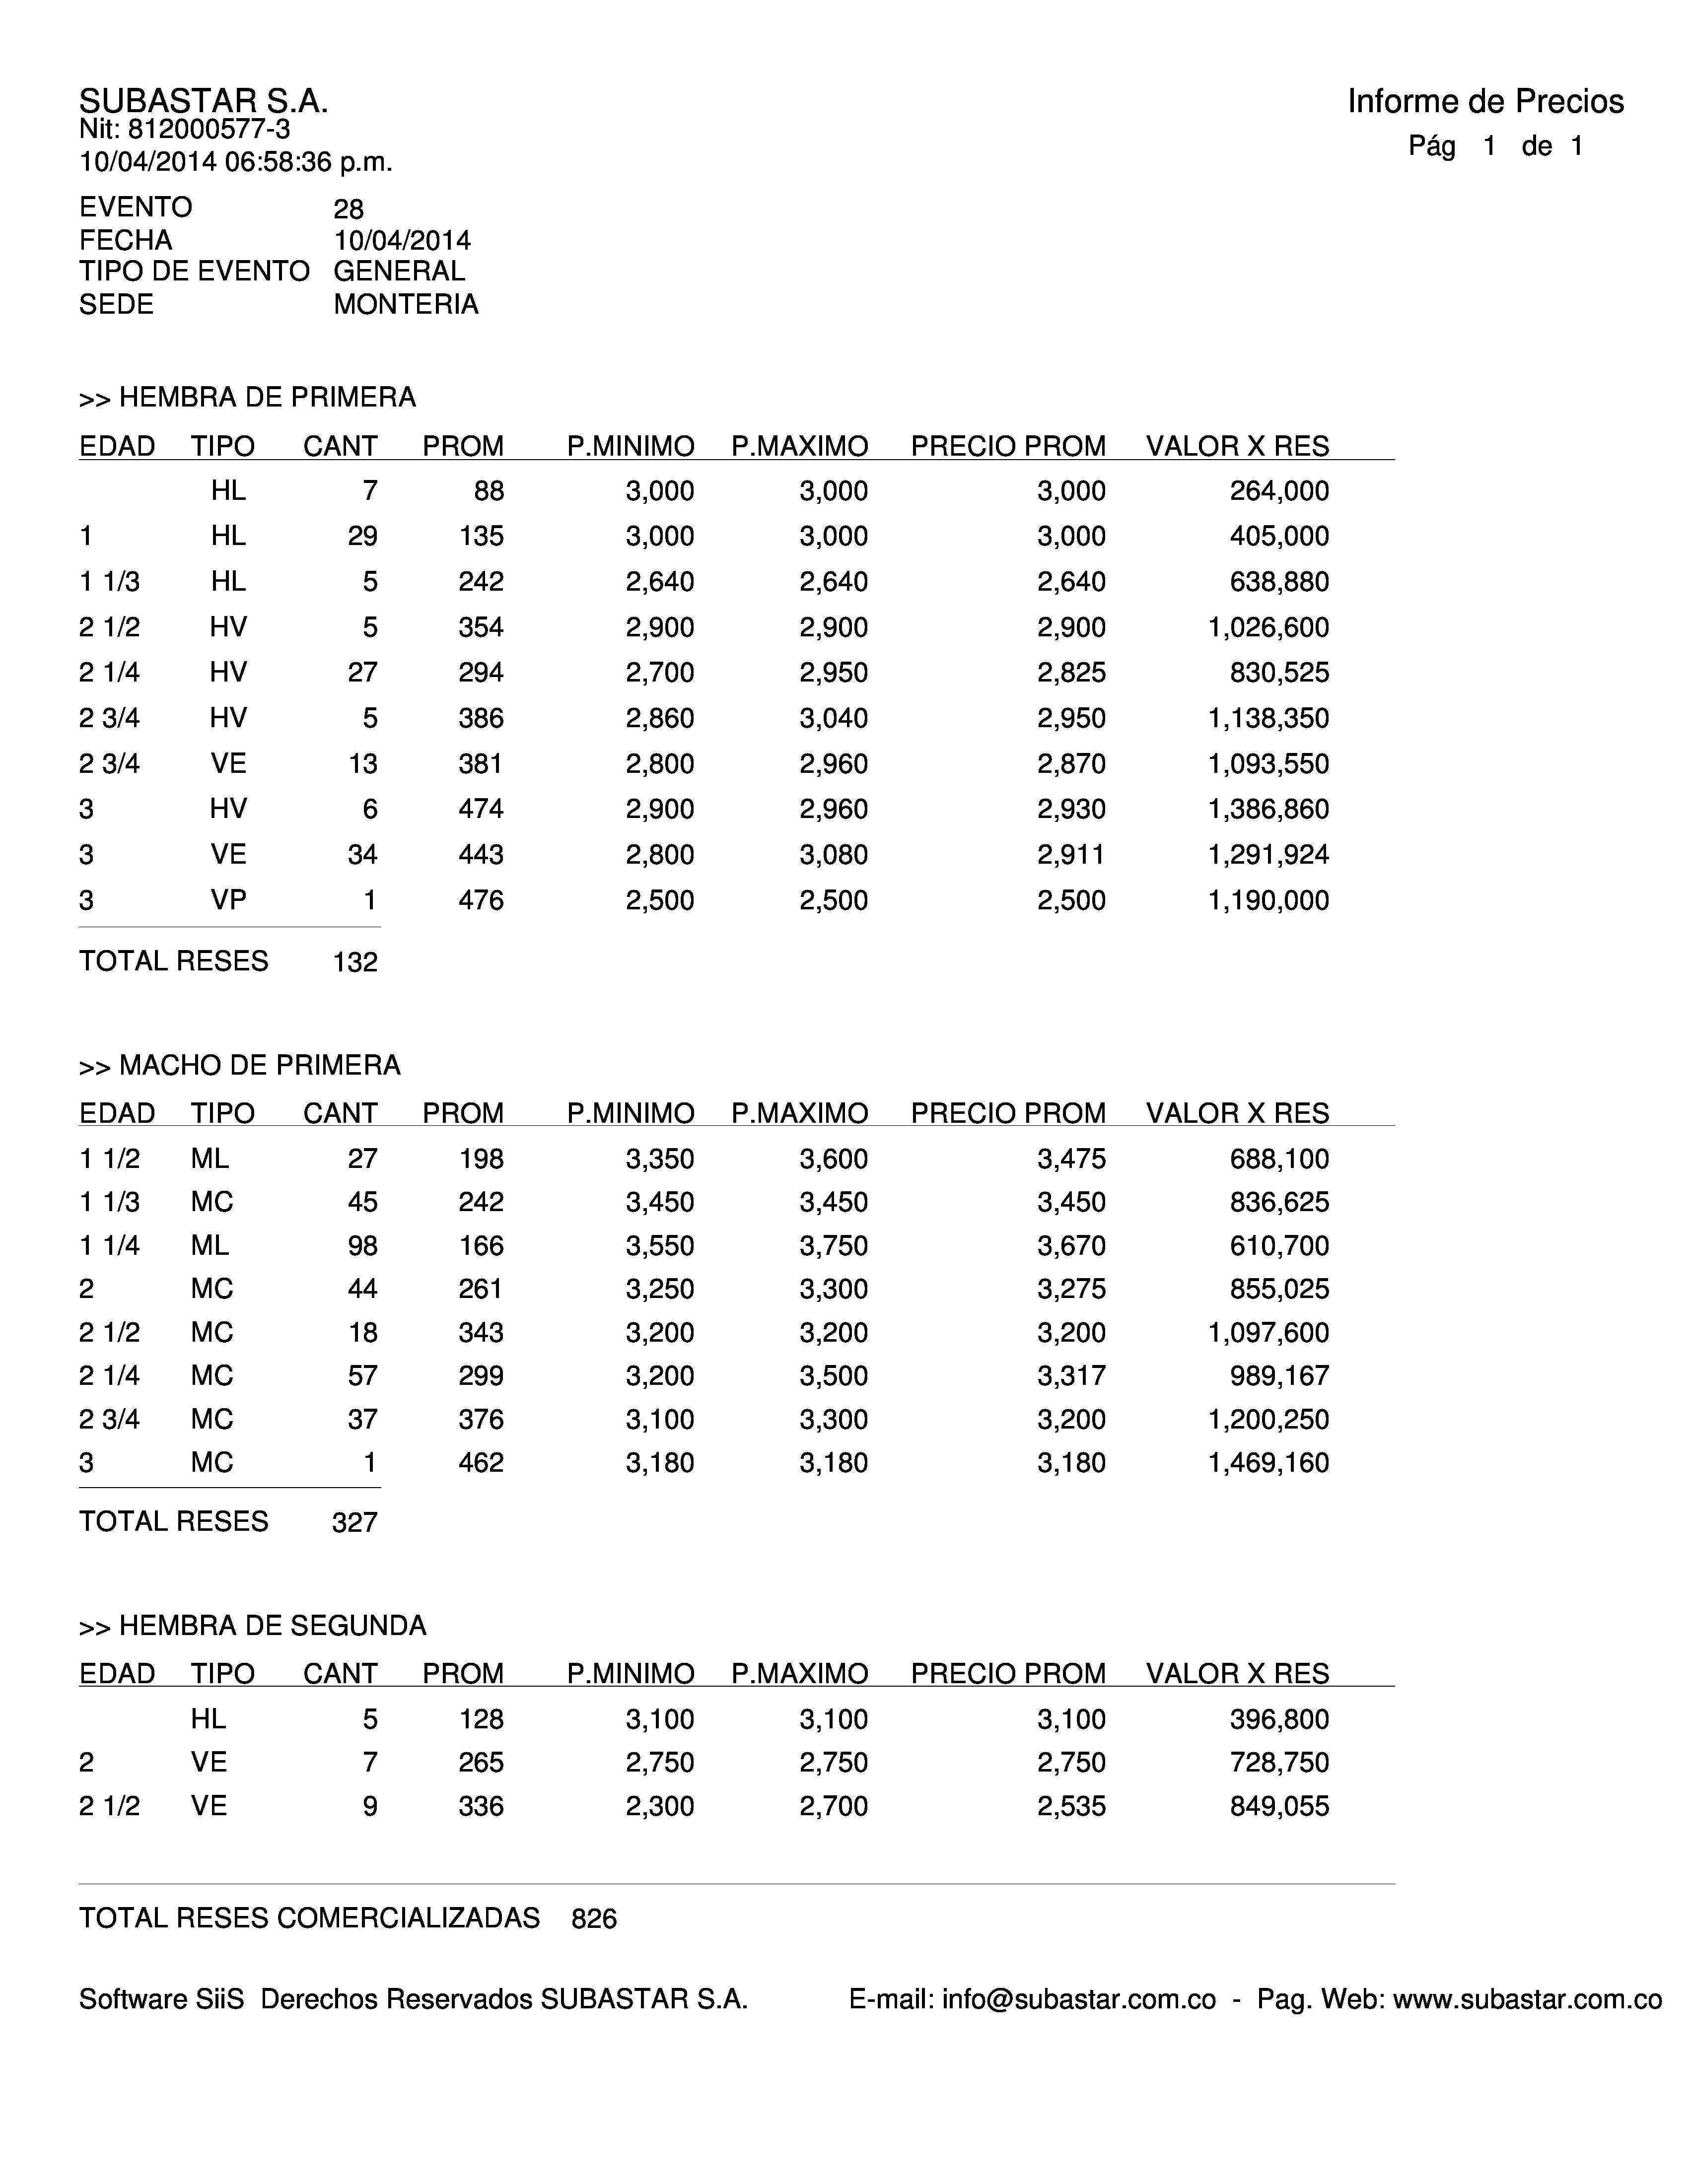 SUBASTAR S.A.
Informe de Precios
Nit: 812000577-3
Pág 1 de 1
10/04/2014 06:58:36 p.m.
EVENTO 28
FECHA 10/04/2014
TIPO DE EVENTO GENERAL
SEDE MONTERIA
>> HEMBRA DE PRIMERA
EDAD TIPO CANT PROM P.MINIMO P.MAXIMO PRECIO PROM VALOR X RES
HL 7 88 3,000 3,000 3,000 264,000
1 HL 29 135 3,000 3,000 3,000 405,000
1 1/3 HL 5 242 2,640 2,640 2,640 638,880
2 1/2 HV 5 354 2,900 2,900 2,900 1,026,600
2 1/4 HV 27 294 2,700 2,950 2,825 830,525
2 3/4 HV 5 386 2,860 3,040 2,950 1,138,350
2 3/4 VE 13 381 2,800 2,960 2,870 1,093,550
3 HV 6 474 2,900 2,960 2,930 1,386,860
3 VE 34 443 2,800 3,080 2,911 1,291,924
3 VP 1 476 2,500 2,500 2,500 1,190,000
TOTAL RESES 132
>> MACHO DE PRIMERA
EDAD TIPO CANT PROM P.MINIMO P.MAXIMO PRECIO PROM VALOR X RES
1 1/2 ML 27 198 3,350 3,600 3,475 688,100
1 1/3 MC 45 242 3,450 3,450 3,450 836,625
1 1/4 ML 98 166 3,550 3,750 3,670 610,700
2 MC 44 261 3,250 3,300 3,275 855,025
2 1/2 MC 18 343 3,200 3,200 3,200 1,097,600
2 1/4 MC 57 299 3,200 3,500 3,317 989,167
2 3/4 MC 37 376 3,100 3,300 3,200 1,200,250
3 MC 1 462 3,180 3,180 3,180 1,469,160
TOTAL RESES 327
>> HEMBRA DE SEGUNDA
EDAD TIPO CANT PROM P.MINIMO P.MAXIMO PRECIO PROM VALOR X RES
HL 5 128 3,100 3,100 3,100 396,800
2 VE 7 265 2,750 2,750 2,750 728,750
2 1/2 VE 9 336 2,300 2,700 2,535 849,055
TOTAL RESES COMERCIALIZADAS 826
Software SiiS Derechos Reservados SUBASTAR S.A. E-mail: info@subastar.com.co - Pag. Web: www.subastar.com.co